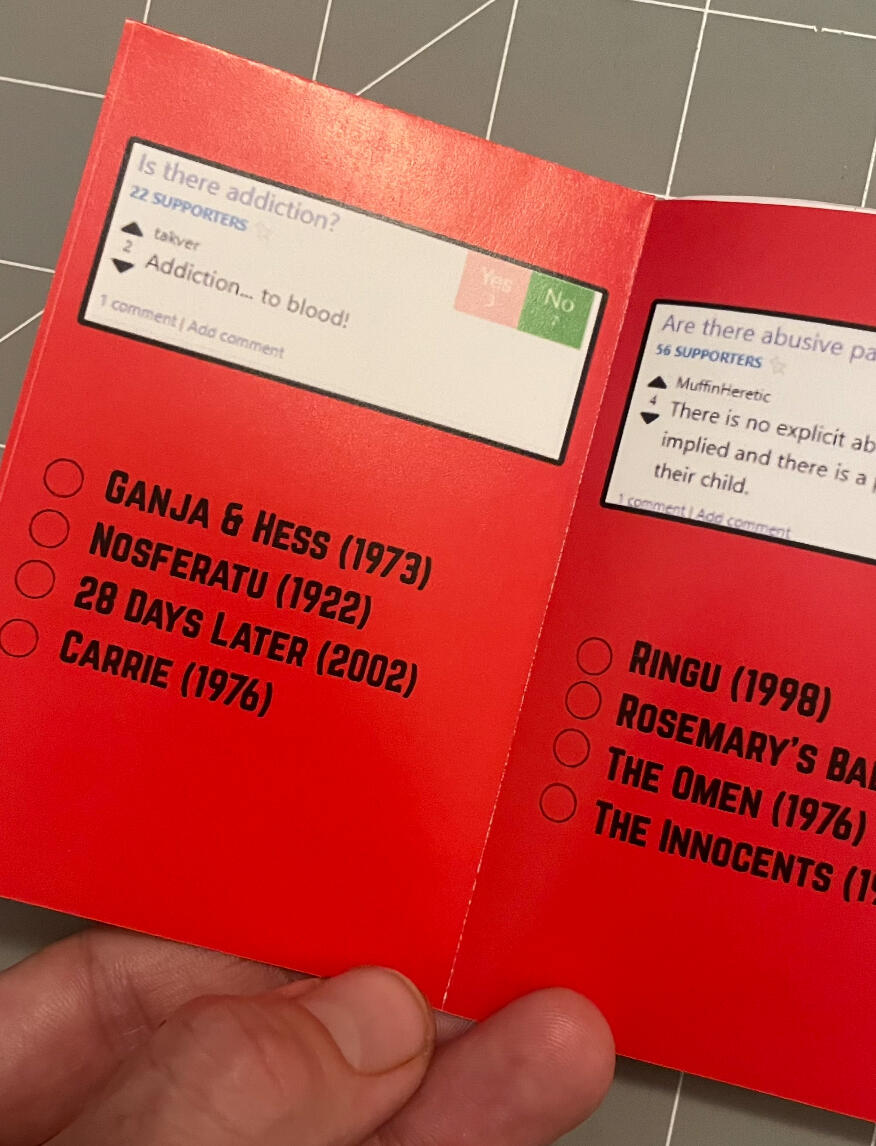 Is there addiction?
22 SUPPORTERS
takver
2
Addiction... to blood!
1 comment | Add comment
Yes
No
GANJA & HESS (1973)
NOSFERATU (1922)
28 DAYS LATER (2002)
CARRIE (1976)
Are there abusive pa
56 SUPPORTERS
MuffinHeretic
4
There is no explicit ab
implied and there is a
their child.
1 comment | Add comment
RINGU (1998)
ROSEMARY'S BA
THE OMEN (1976)
THE INNOCENTS (19